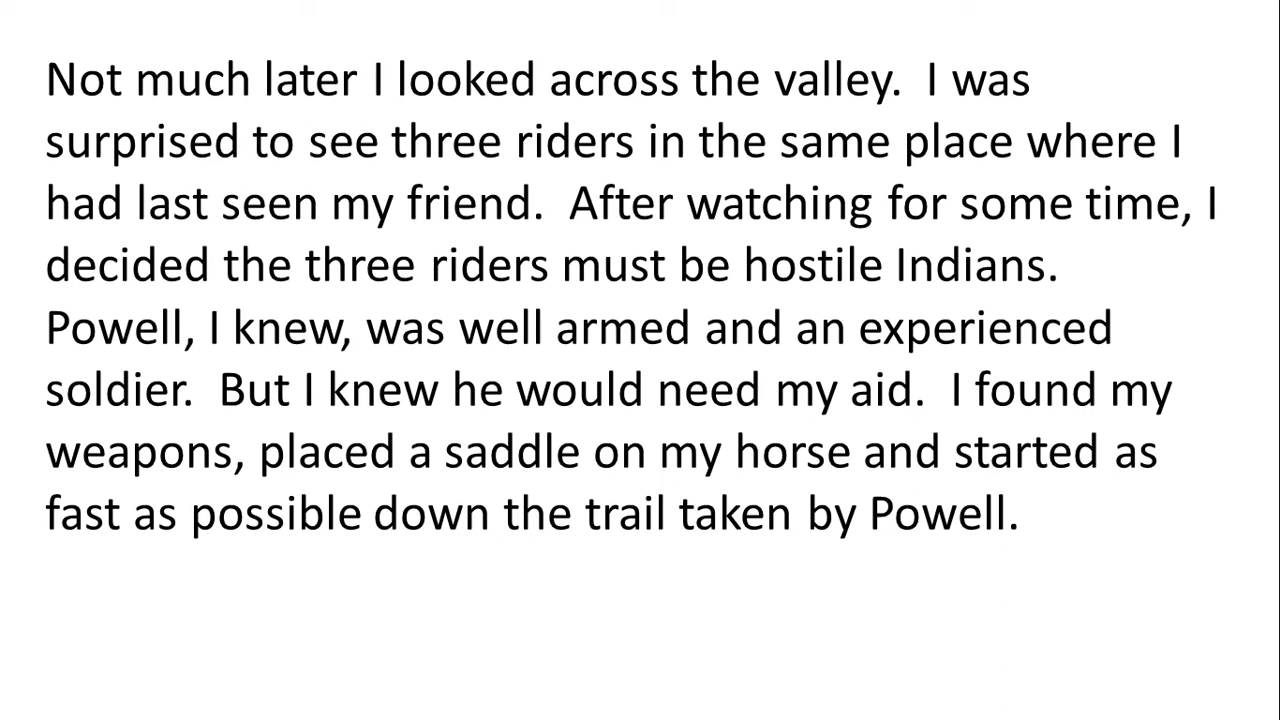 Not much later I looked across the valley.  I was
surprised to see three riders in the same place where I
had last seen my friend.  After watching for some time, I
decided the three riders must be hostile Indians.
Powell, I knew, was well armed and an experienced
soldier.  But I knew he would need my aid.  I found my
weapons, placed a saddle on my horse and started as
fast as possible down the trail taken by Powell.